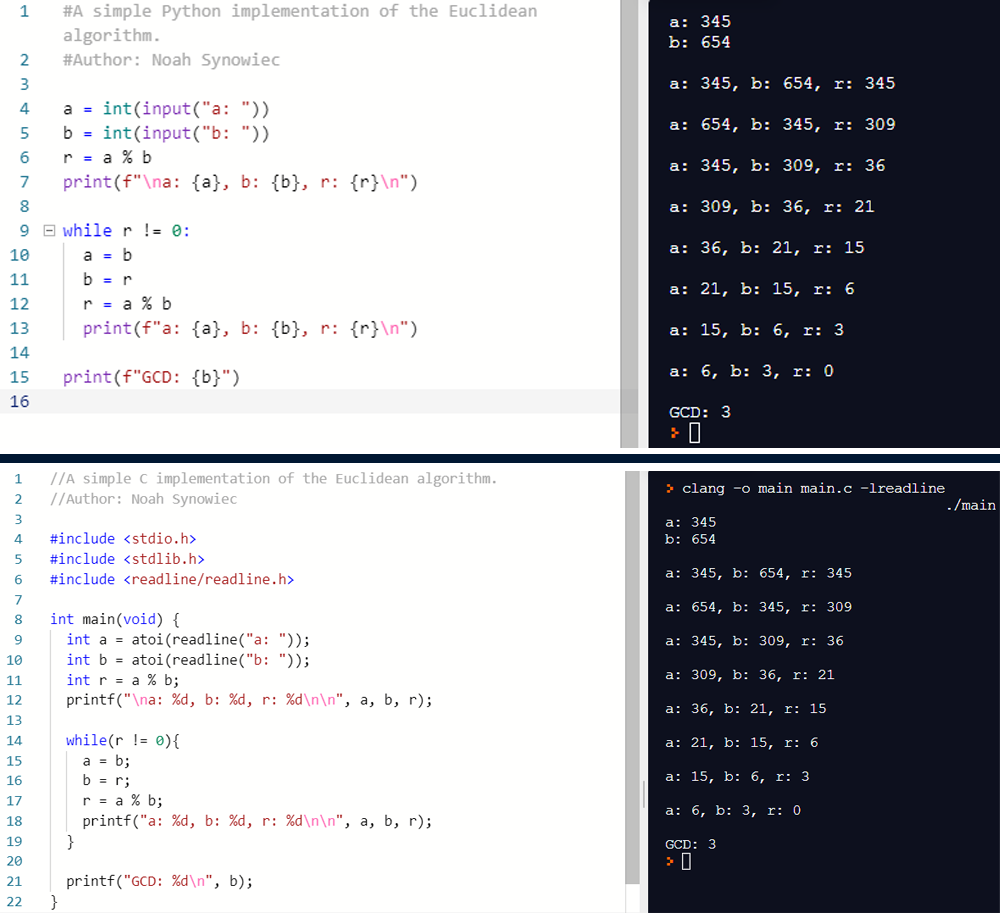 1 #A simple Python implementation of the Euclidean
algorithm.
2 #Author: Noah Synowiec
3
4 a = int(input("a: "))
5 b = int(input("b: "))
6 r = a % b
7 print(f"\na: {a}, b: {b}, r: {r}\n")
8
9 while r != 0:
10 a = b
11 b = r
12 r = a % b
13 print(f"a: {a}, b: {b}, r: {r}\n")
14
15 print(f"GCD: {b}")
16
a: 345
b: 654
a: 345, b: 654, r: 345
a: 654, b: 345, r: 309
a: 345, b: 309, r: 36
a: 309, b: 36, r: 21
a: 36, b: 21, r: 15
a: 21, b: 15, r: 6
a: 15, b: 6, r: 3
a: 6, b: 3, r: 0
GCD: 3
1 //A simple C implementation of the Euclidean algorithm.
2 //Author: Noah Synowiec
3
4 #include <stdio.h>
5 #include <stdlib.h>
6 #include <readline/readline.h>
7
8 int main(void) {
9 int a = atoi(readline("a: "));
10 int b = atoi(readline("b: "));
11 int r = a % b;
12 printf("\na: %d, b: %d, r: %d\n\n", a, b, r);
13
14 while(r != 0){
15 a = b;
16 b = r;
17 r = a % b;
18 printf("a: %d, b: %d, r: %d\n\n", a, b, r);
19 }
20
21 printf("GCD: %d\n", b);
22 }
> clang -o main main.c -lreadline
./main
a: 345
b: 654
a: 345, b: 654, r: 345
a: 654, b: 345, r: 309
a: 345, b: 309, r: 36
a: 309, b: 36, r: 21
a: 36, b: 21, r: 15
a: 21, b: 15, r: 6
a: 15, b: 6, r: 3
a: 6, b: 3, r: 0
GCD: 3